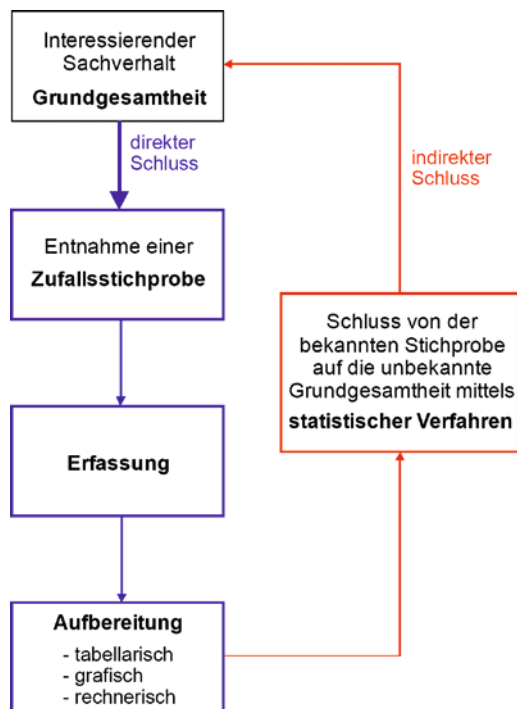 Interessierender
Sachverhalt
Grundgesamtheit
direkter
Schluss
Entnahme einer
Zufallsstichprobe
Erfassung
Aufbereitung
- tabellarisch
- grafisch
- rechnerisch
Schluss von der
bekannten Stichprobe
auf die unbekannte
Grundgesamtheit mittels
statistischer Verfahren
indirekter
Schluss